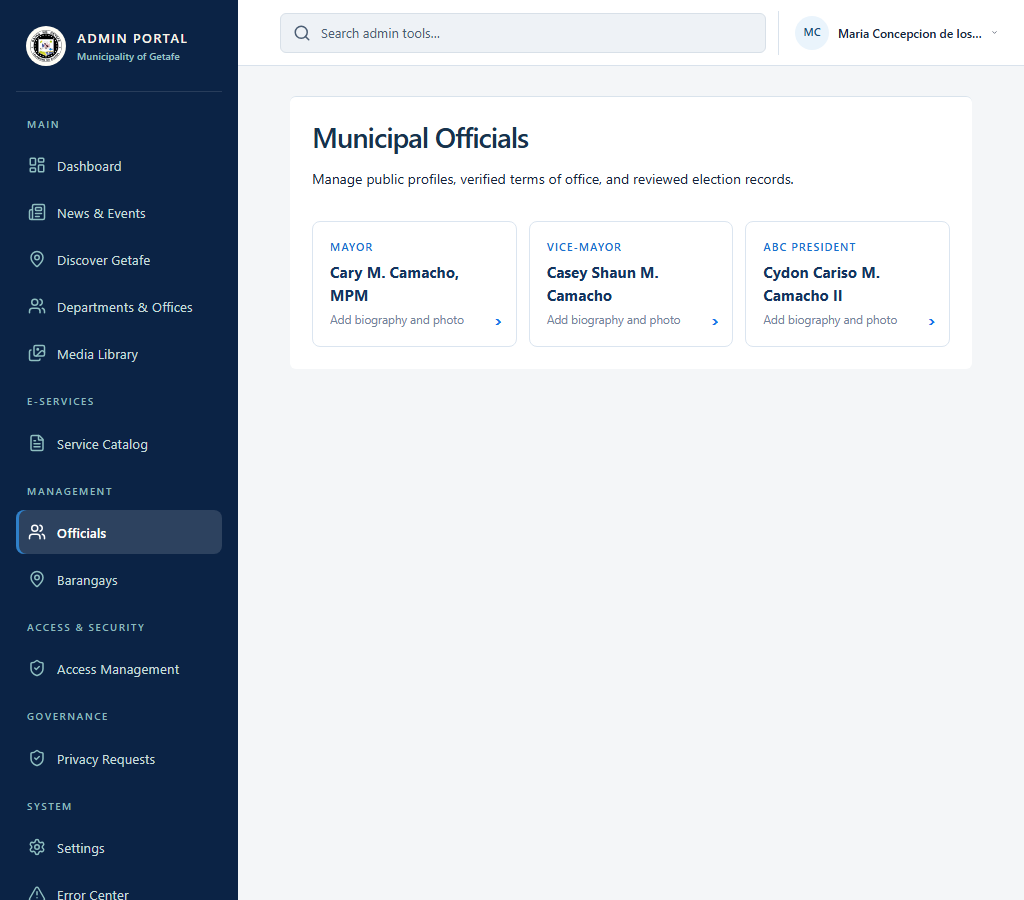 ADMIN PORTAL
Municipality of Getafe
MAIN
Dashboard
News & Events
Discover Getafe
Departments & Offices
Media Library
E-SERVICES
Service Catalog
MANAGEMENT
Officials
Barangays
ACCESS & SECURITY
Access Management
GOVERNANCE
Privacy Requests
SYSTEM
Settings
Error Center
Search admin tools...
MC
Maria Concepcion de los...
Municipal Officials
Manage public profiles, verified terms of office, and reviewed election records.
MAYOR
Cary M. Camacho,
MPM
Add biography and photo
VICE-MAYOR
Casey Shaun M.
Camacho
Add biography and photo
ABC PRESIDENT
Cydon Cariso M.
Camacho II
Add biography and photo